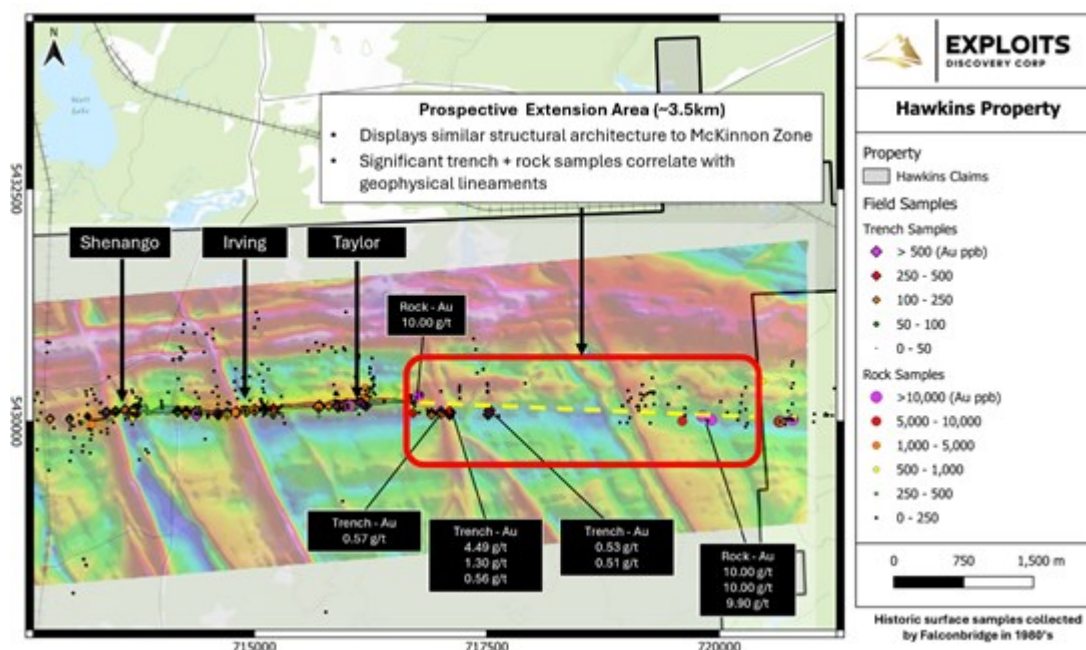 N
Prospective Extension Area (~3.5km)
• Displays similar structural architecture to McKinnon Zone
• Significant trench + rock samples correlate with
geophysical lineaments
Shenango
Irving
Taylor
Rock - Au
10.00 g/t
Trench - Au
0.57 g/t
Trench - Au
4.49 g/t
1.30 g/t
0.56 g/t
Trench - Au
0.53 g/t
0.51 g/t
Rock - Au
10.00 g/t
10.00 g/t
9.90 g/t
5432500
5430000
715000
717500
720000
EXPLOITS
DISCOVERY CORP
Hawkins Property
Property
Hawkins Claims
Field Samples
Trench Samples
> 500 (Au ppb)
250 - 500
100 - 250
50 - 100
0 - 50
Rock Samples
>10,000 (Au ppb)
5,000 - 10,000
1,000 - 5,000
500 - 1,000
250 - 500
0 - 250
0 750 1,500 m
Historic surface samples collected
by Falconbridge in 1980's